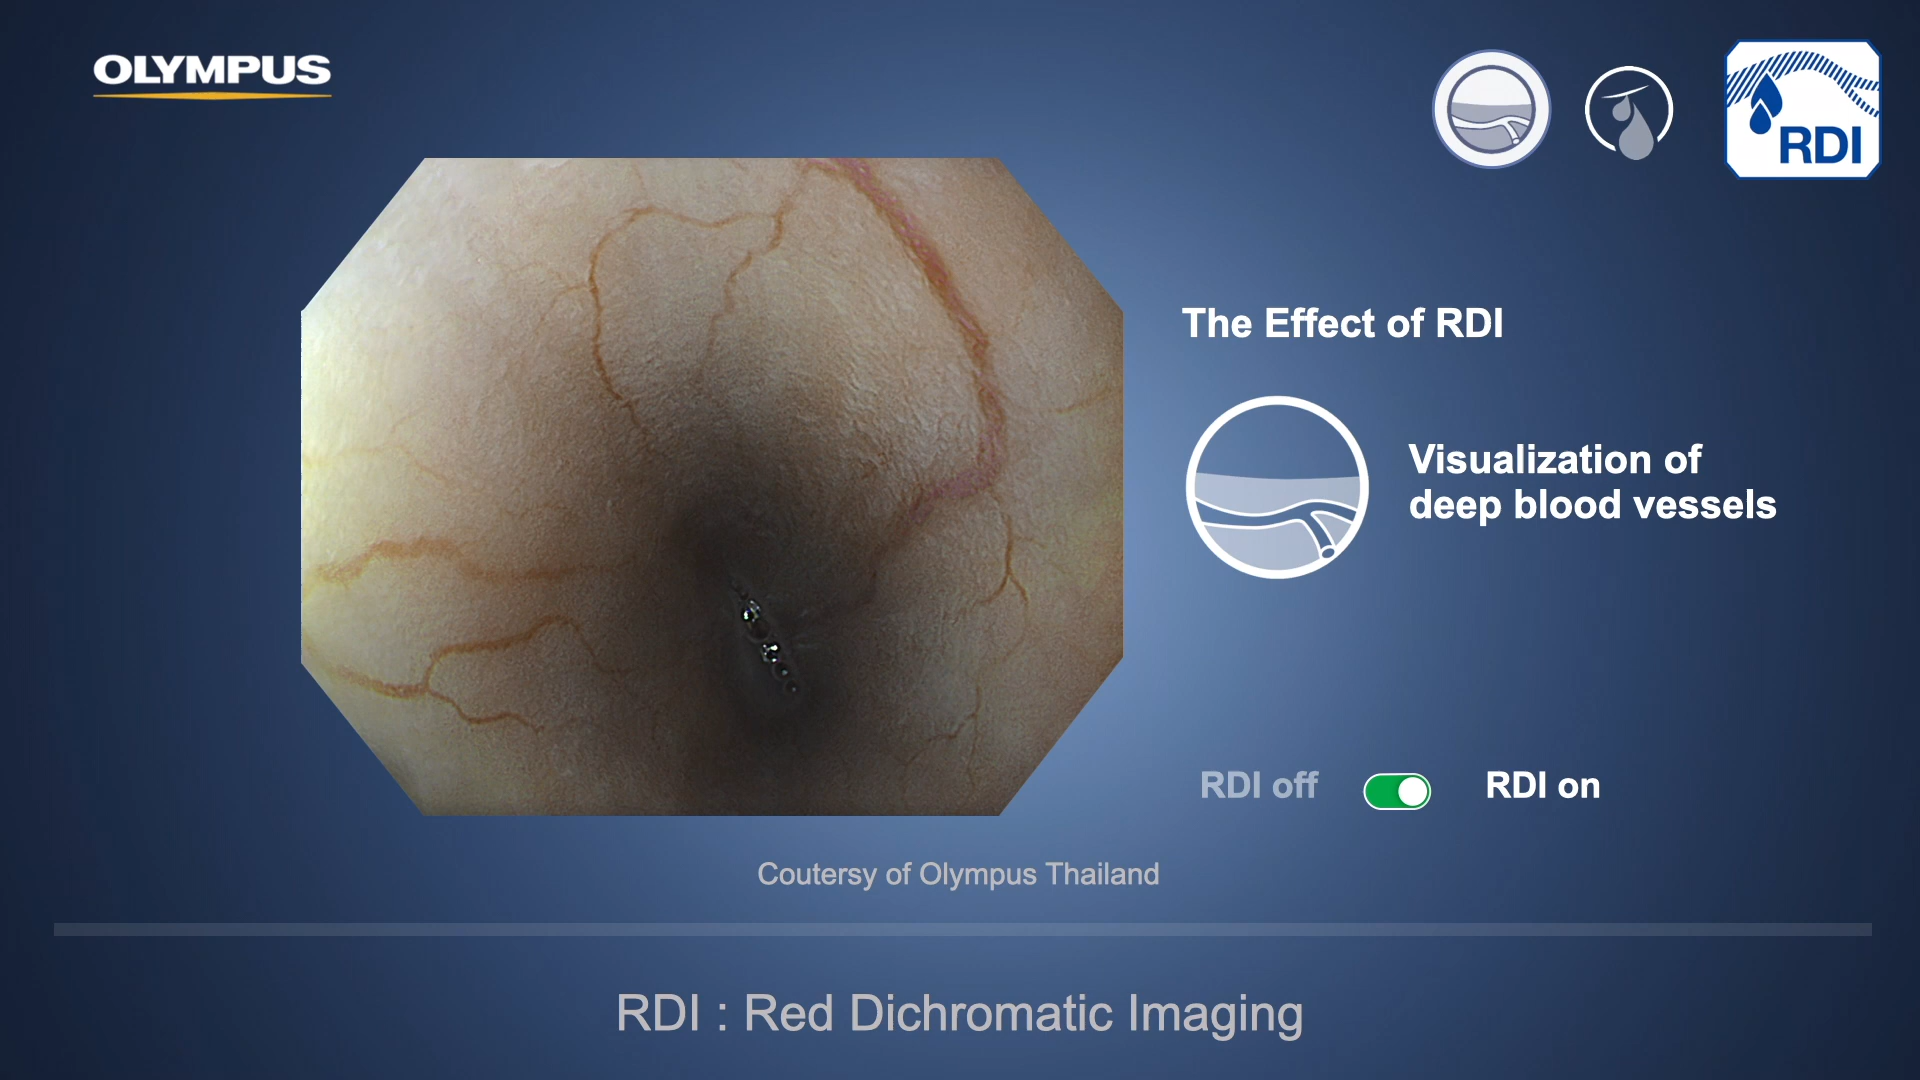 OLYMPUS
RDI
The Effect of RDI
Visualization of
deep blood vessels
RDI off
RDI on
Coutersy of Olympus Thailand
RDI : Red Dichromatic Imaging